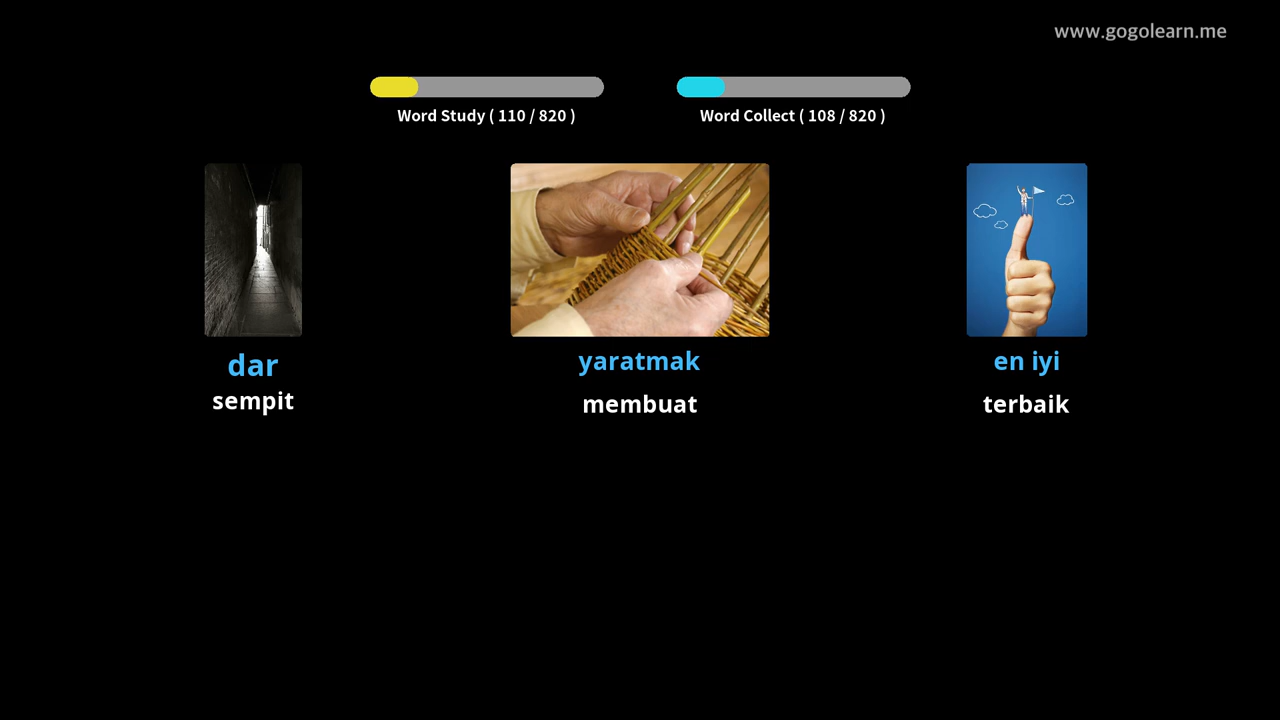 www.gogolearn.me
Word Study ( 110 / 820 )
Word Collect ( 108 / 820 )
dar
sempit
yaratmak
membuat
en iyi
terbaik